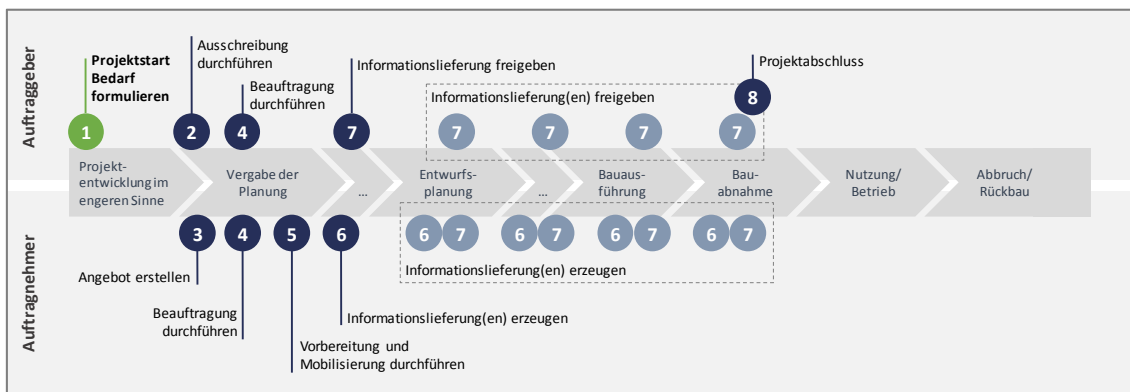 Auftraggeber
Projektstart
Bedarf
formulieren
Ausschreibung
durchführen
Beauftragung
durchführen
Informationslieferung freigeben
Informationslieferung(en) freigeben
Projektabschluss
1
2
4
7
7
7
7
7
8
Projekt-
entwicklung im
engeren Sinne
Vergabe der
Planung
...
Entwurfs-
planung
...
Bauaus-
führung
Bau-
abnahme
Nutzung/
Betrieb
Abbruch/
Rückbau
Auftragnehmer
3
4
5
6
6 7
6 7
6 7
6 7
Angebot erstellen
Informationslieferung(en) erzeugen
Beauftragung
durchführen
Informationslieferung(en) erzeugen
Vorbereitung und
Mobilisierung durchführen